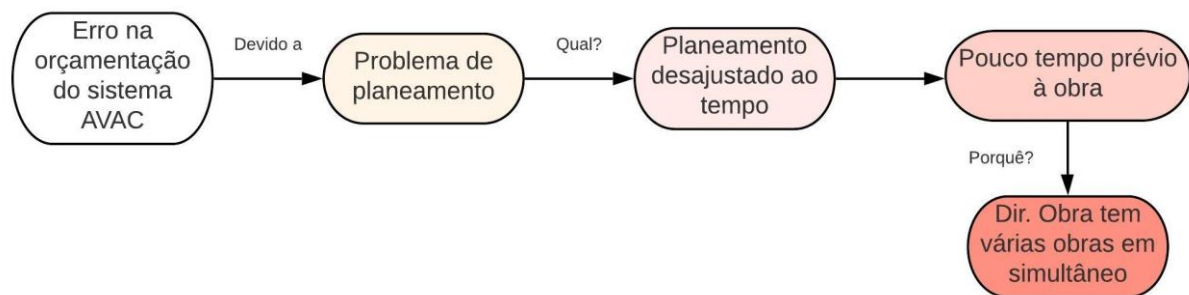 Erro na
orçamentação
do sistema
AVAC
Devido a
Problema de
planeamento
Qual?
Planeamento
desajustado ao
tempo
Pouco tempo prévio
à obra
Porquê?
Dir. Obra tem
várias obras em
simultâneo